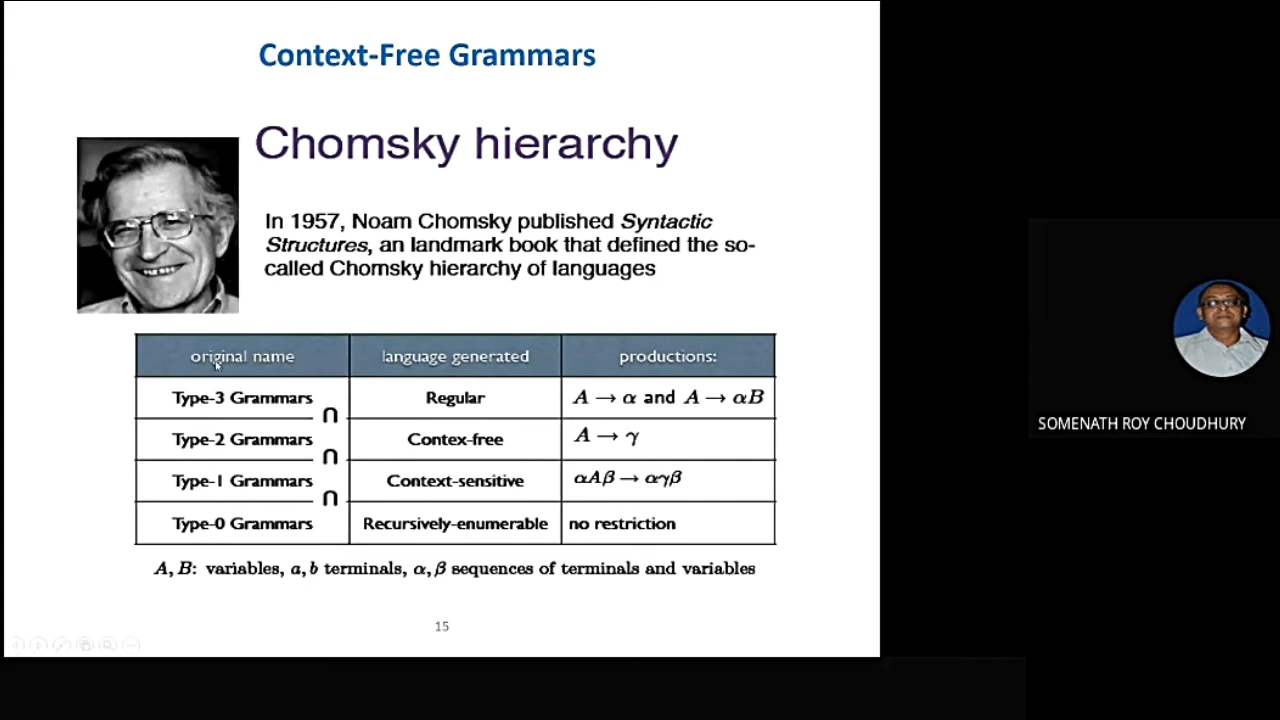 Context-Free Grammars
Chomsky hierarchy
In 1957, Noam Chomsky published Syntactic
Structures, an landmark book that defined the so-
called Chomsky hierarchy of languages
original name language generated productions:
Type-3 Grammars Regular A → α and A → αB
∩
Type-2 Grammars Contex-free A → γ
∩
Type-1 Grammars Context-sensitive αAβ → αγβ
∩
Type-0 Grammars Recursively-enumerable no restriction
A, B: variables, a, b terminals, α, β sequences of terminals and variables
15
SOMENATH ROY CHOUDHURY